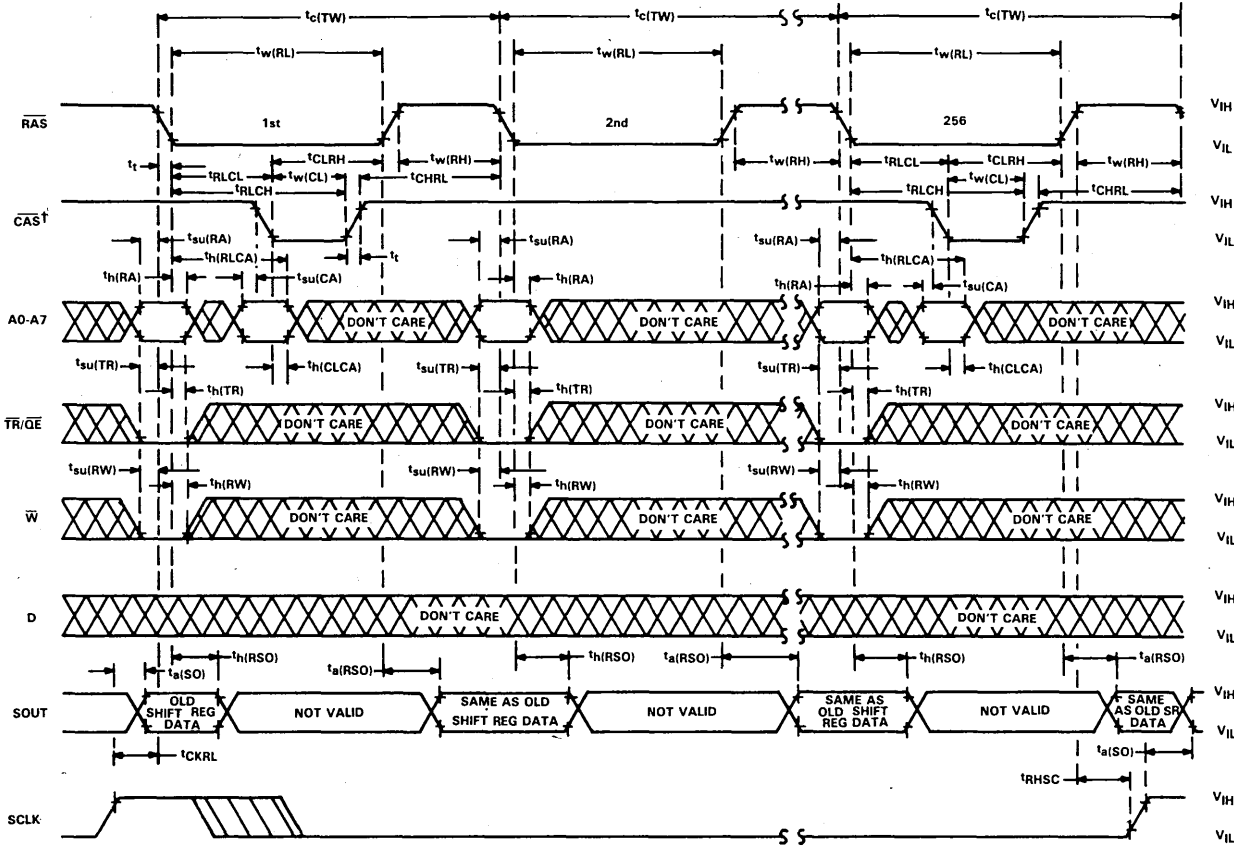 tc(TW) tc(TW) tc(TW)
tw(RL) tw(RL) tw(RL)
RAS 1st 2nd 256 VIH
VIL
tt tCLRH tw(RH) tw(RH) tRLCL tCLRH tw(RH)
tRLCL tw(CL) tCHRL tw(CL)
tRLCH tRLCH tCHRL
CAS† VIH
VIL
tsu(RA) tt tsu(RA) tsu(RA)
th(RLCA) th(RLCA)
th(RA) tsu(CA) th(RA) th(RA) tsu(CA)
A0-A7 DON'T CARE DON'T CARE DON'T CARE VIH
VIL
tsu(TR) th(CLCA) tsu(TR) tsu(TR) th(CLCA)
th(TR) th(TR) th(TR)
TR/QE DON'T CARE DON'T CARE DON'T CARE VIH
VIL
tsu(RW) tsu(RW) tsu(RW)
th(RW) th(RW) th(RW)
W DON'T CARE DON'T CARE DON'T CARE VIH
VIL
D DON'T CARE DON'T CARE VIH
VIL
ta(SO) th(RSO) ta(RSO) th(RSO) ta(RSO) th(RSO) ta(RSO)
SOUT OLD SHIFT REG DATA NOT VALID SAME AS OLD SHIFT REG DATA NOT VALID SAME AS OLD SHIFT REG DATA NOT VALID SAME AS OLD SR DATA VIH
VIL
tCKRL ta(SO)
tRHSC
SCLK VIH
VIL